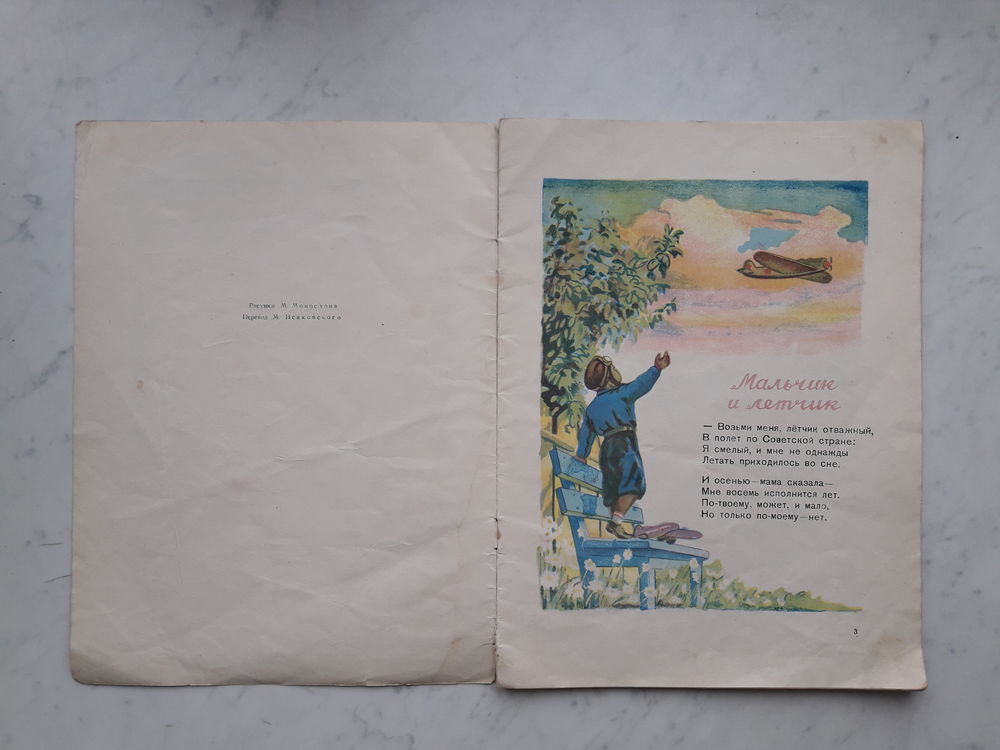 Рисунки М. Монастова
Перевод М. Исаковского
Мальчик
и летчик
— Возьми меня, лётчик отважный,
В полет по Советской стране:
Я смелый, и мне не однажды
Летать приходилось во сне.
И осенью—мама сказала—
Мне восемь исполнится лет.
По-твоему, может, и мало,
Но только по-моему—нет.
3